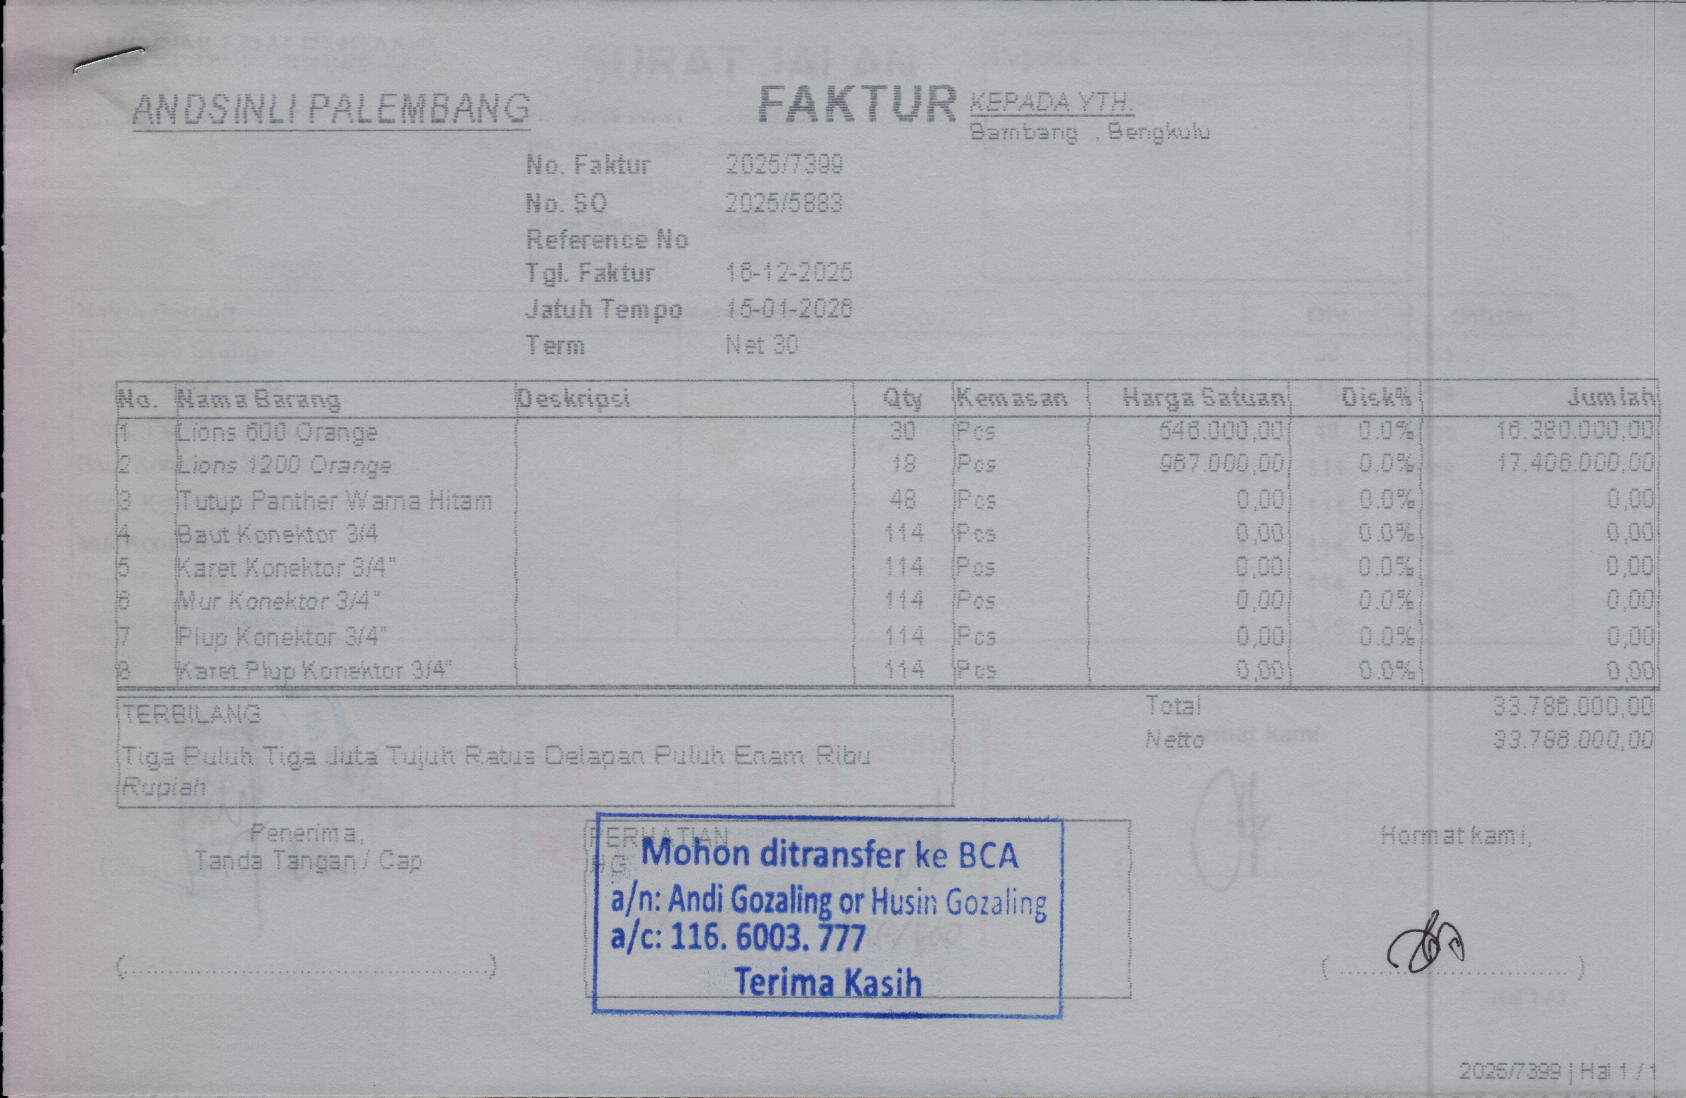 ANDSINLI PALEMBANG
FAKTUR
KEPADA YTH.
Bambang , Bengkulu
No. Faktur 2025/7399
No. SO 2025/5883
Reference No
Tgl. Faktur 16-12-2025
Jatuh Tempo 15-01-2026
Term Net 30
No. Nama Barang Deskripsi Qty Kemasan Harga Satuan Disk% Jumlah
1 Lions 600 Orange 30 Pcs 546.000,00 0.0% 16.380.000,00
2 Lions 1200 Orange 18 Pcs 967.000,00 0.0% 17.406.000,00
3 Tutup Panther Warna Hitam 48 Pcs 0,00 0.0% 0,00
4 Baut Konektor 3/4 114 Pcs 0,00 0.0% 0,00
5 Karet Konektor 3/4" 114 Pcs 0,00 0.0% 0,00
6 Mur Konektor 3/4" 114 Pcs 0,00 0.0% 0,00
7 Plup Konektor 3/4" 114 Pcs 0,00 0.0% 0,00
8 Karet Plup Konektor 3/4" 114 Pcs 0,00 0.0% 0,00
TERBILANG
Tiga Puluh Tiga Juta Tujuh Ratus Delapan Puluh Enam Ribu
Rupiah
Total 33.786.000,00
Netto 33.786.000,00
Penerima,
Tanda Tangan / Cap
(........................................)
PERHATIAN
HG
Mohon ditransfer ke BCA
a/n: Andi Gozaling or Husin Gozaling
a/c: 116. 6003. 777
Terima Kasih
Hormat kami,
(............................)
2025/7399 | Hal 1 / 1